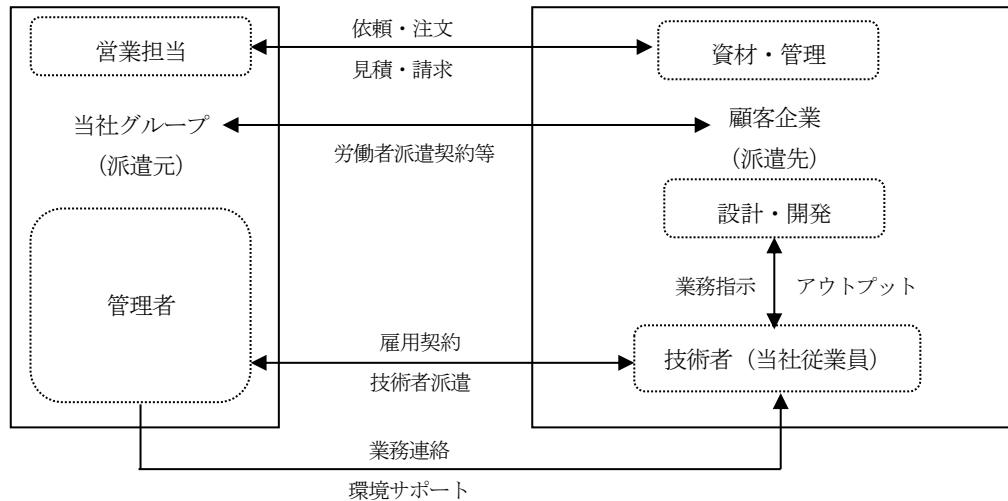 営業担当
依頼・注文
見積・請求
資材・管理
当社グループ
(派遣元)
労働者派遣契約等
顧客企業
(派遣先)
設計・開発
業務指示
アウトプット
管理者
雇用契約
技術者派遣
技術者(当社従業員)
業務連絡
環境サポート